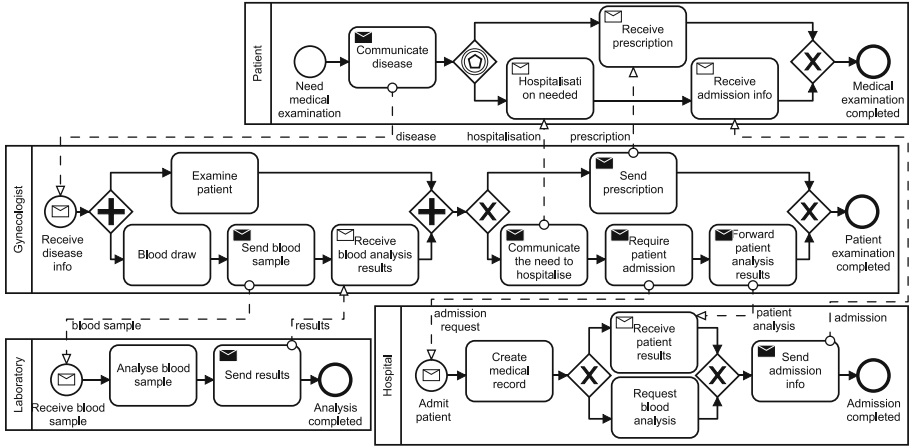 Patient
Need
medical
examination
Communicate
disease
Receive
prescription
Hospitalisati
on needed
Receive
admission info
X
Medical
examination
completed
disease
hospitalisation
prescription
Gynecologist
Receive
disease
info
Examine
patient
Blood draw
Send blood
sample
Receive
blood analysis
results
X
Send
prescription
Communicate
the need to
hospitalise
Require
patient
admission
Forward
patient
analysis
results
X
Patient
examination
completed
blood sample
results
admission
request
patient
analysis
admission
Laboratory
Receive blood
sample
Analyse blood
sample
Send results
Analysis
completed
Hospital
Admit
patient
Create
medical
record
X
Receive
patient
results
Request
blood
analysis
X
Send
admission
info
Admission
completed